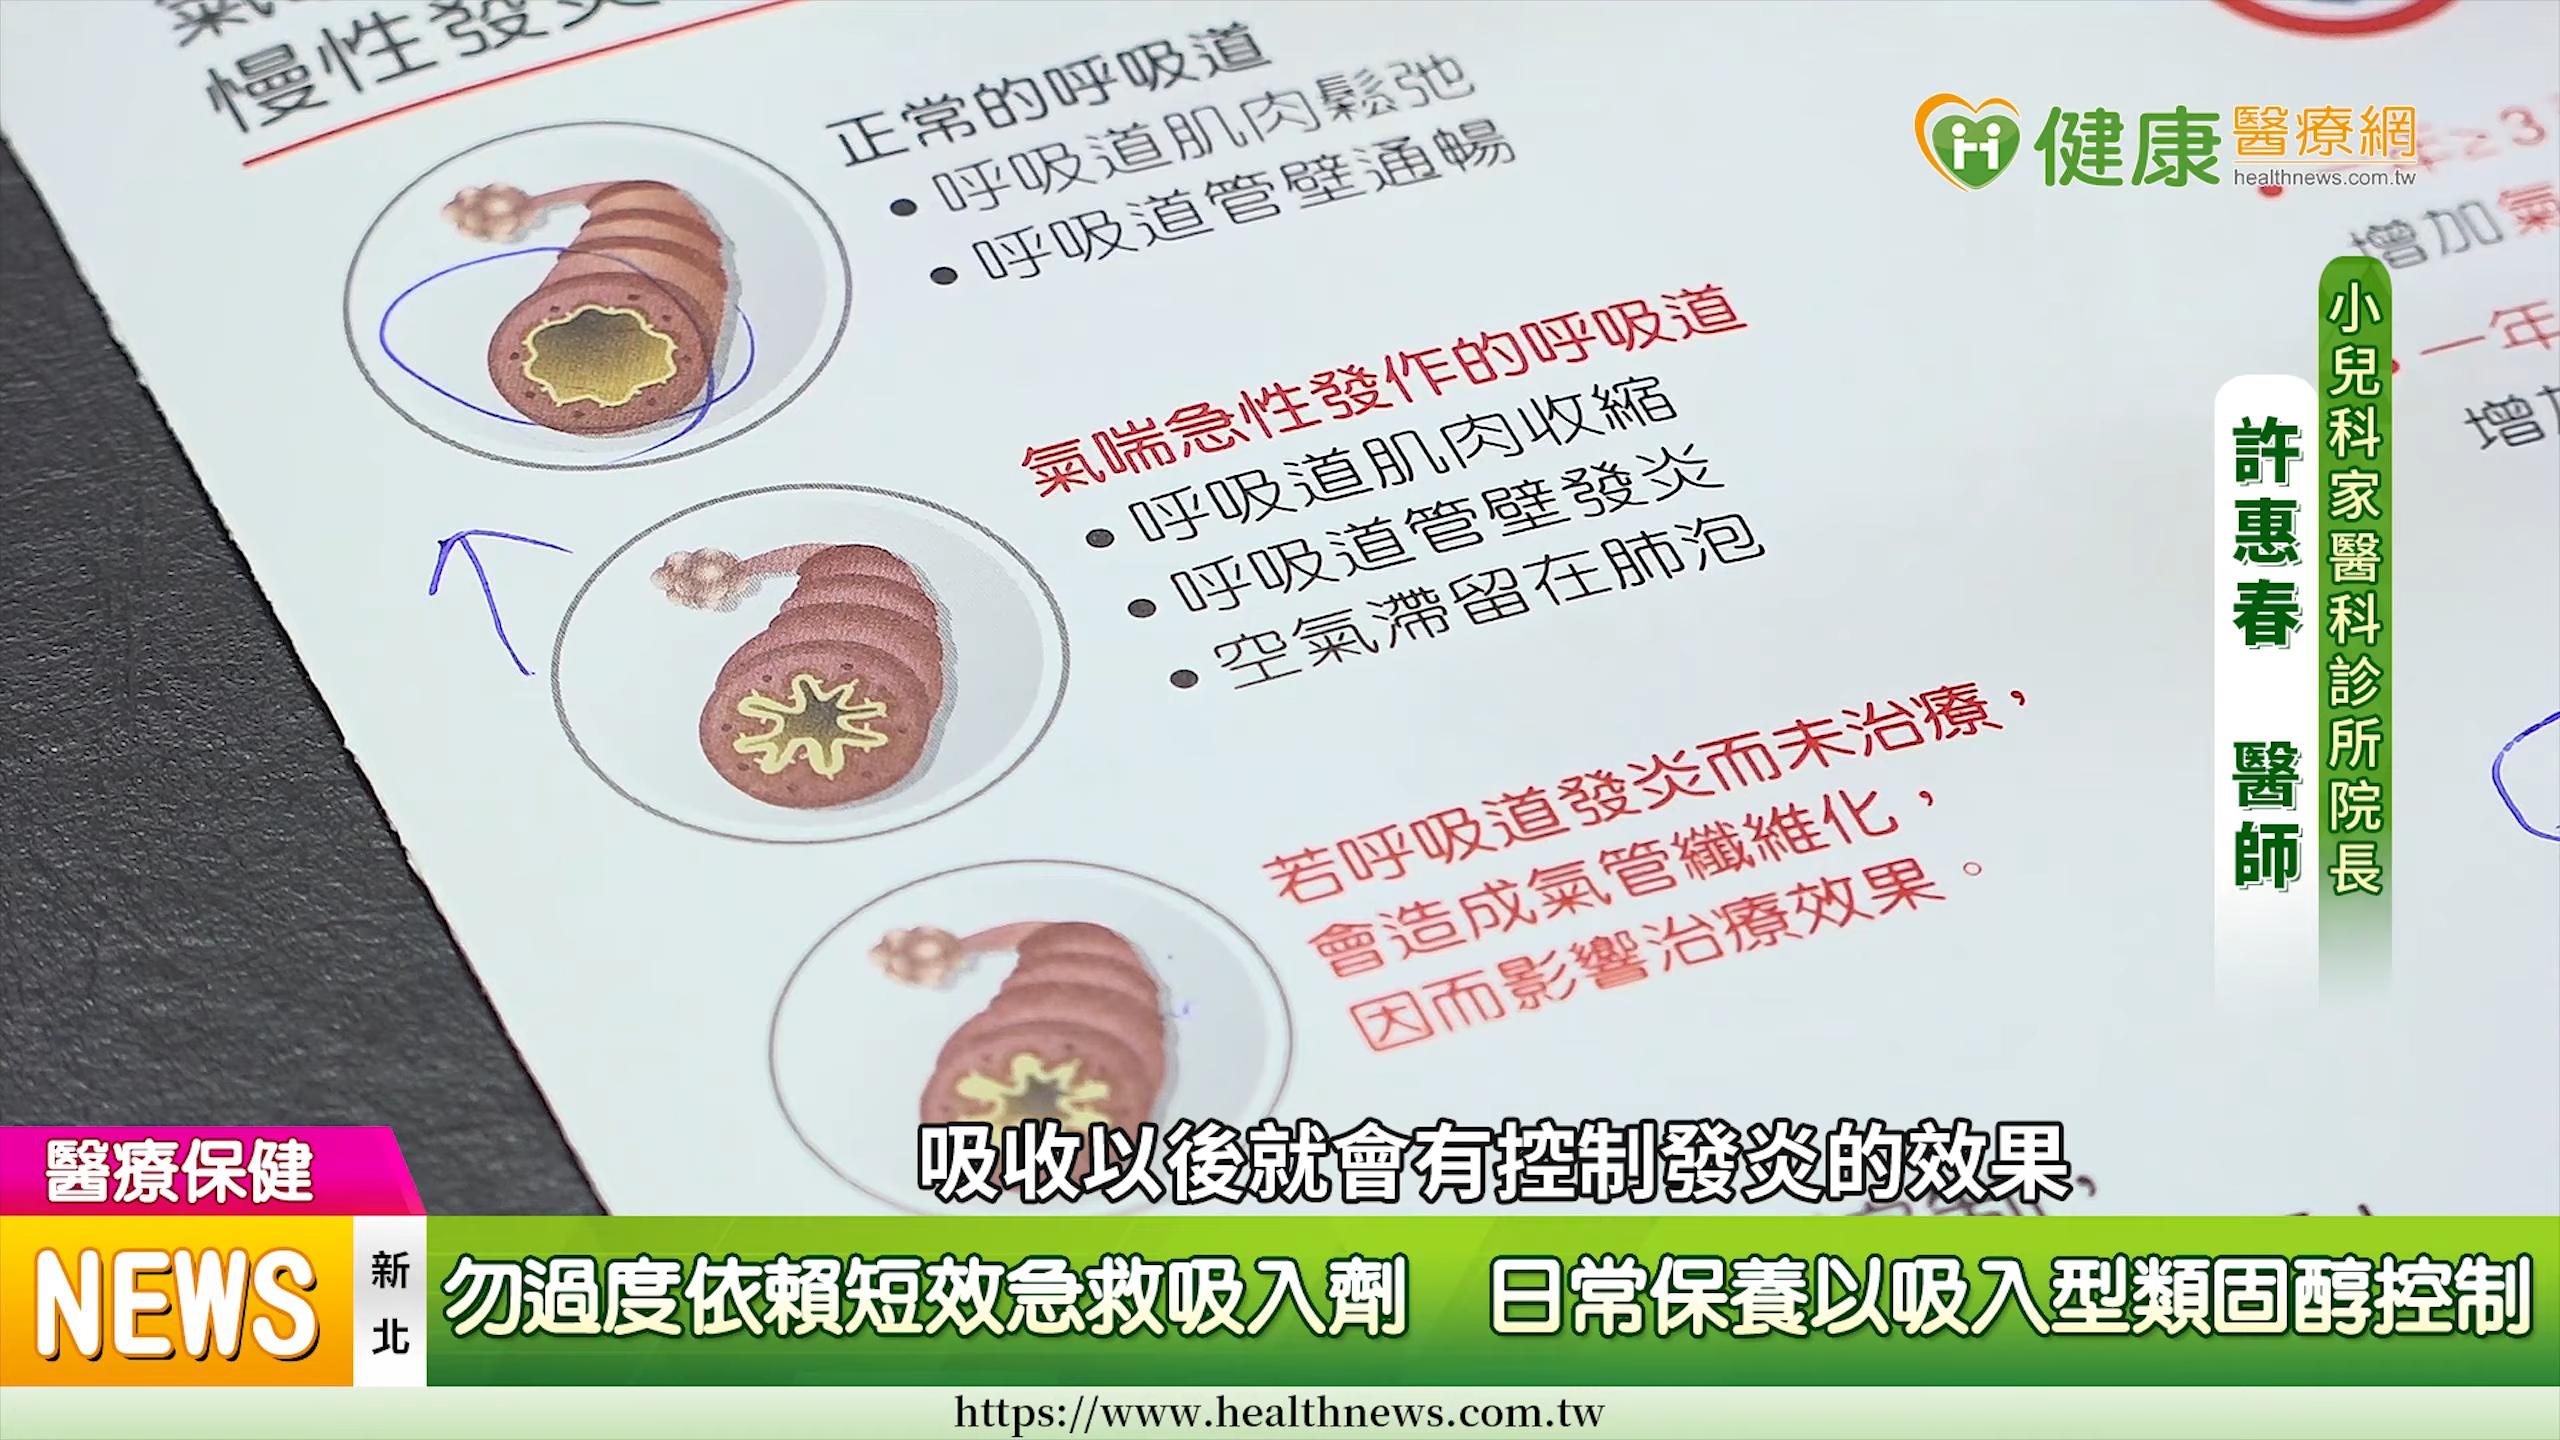 慢性發炎
正常的呼吸道
• 呼吸道肌肉鬆弛
• 呼吸道管壁通暢
氣喘急性發作的呼吸道
• 呼吸道肌肉收縮
• 呼吸道管壁發炎
• 空氣滯留在肺泡
若呼吸道發炎而未治療，
會造成氣管纖維化，
因而影響治療效果。
健康醫療網
healthnews.com.tw
≥3
增加氣
一年
增加
小兒科家醫科診所院長
許惠春 醫師
吸收以後就會有控制發炎的效果
醫療保健
NEWS
新北
勿過度依賴短效急救吸入劑 日常保養以吸入型類固醇控制
https://www.healthnews.com.tw